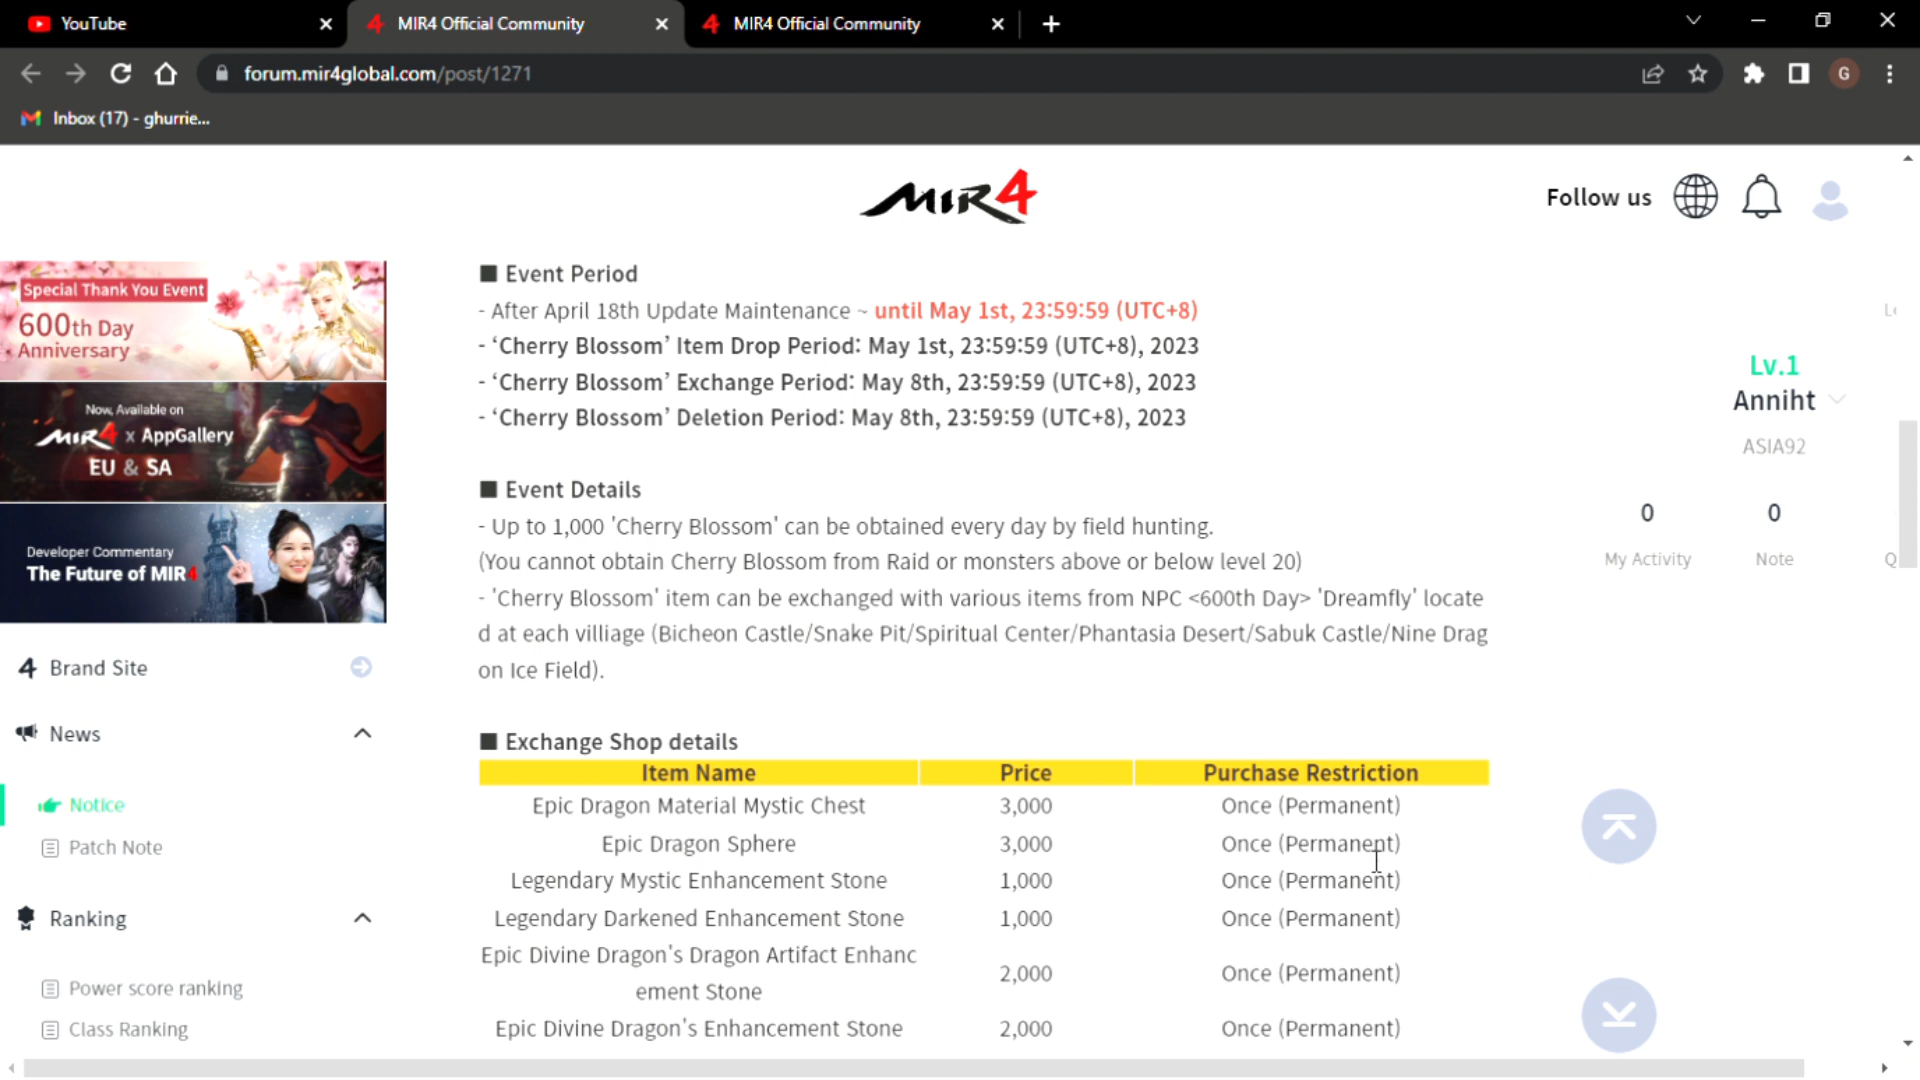 YouTube
MIR4 Official Community
MIR4 Official Community
forum.mir4global.com/post/1271
G
Inbox (17) - ghurrie...
MIR4
Follow us
Special Thank You Event
600th Day
Anniversary
Now, Available on
MIR4 x AppGallery
EU & SA
Developer Commentary
The Future of MIR4
4 Brand Site
News
Notice
Patch Note
Ranking
Power score ranking
Class Ranking
■ Event Period
- After April 18th Update Maintenance ~ until May 1st, 23:59:59 (UTC+8)
- ‘Cherry Blossom’ Item Drop Period: May 1st, 23:59:59 (UTC+8), 2023
- ‘Cherry Blossom’ Exchange Period: May 8th, 23:59:59 (UTC+8), 2023
- ‘Cherry Blossom’ Deletion Period: May 8th, 23:59:59 (UTC+8), 2023
■ Event Details
- Up to 1,000 'Cherry Blossom' can be obtained every day by field hunting.
(You cannot obtain Cherry Blossom from Raid or monsters above or below level 20)
- 'Cherry Blossom' item can be exchanged with various items from NPC <600th Day> 'Dreamfly' locate
d at each villiage (Bicheon Castle/Snake Pit/Spiritual Center/Phantasia Desert/Sabuk Castle/Nine Drag
on Ice Field).
■ Exchange Shop details
Item Name Price Purchase Restriction
Epic Dragon Material Mystic Chest 3,000 Once (Permanent)
Epic Dragon Sphere 3,000 Once (Permanent)
Legendary Mystic Enhancement Stone 1,000 Once (Permanent)
Legendary Darkened Enhancement Stone 1,000 Once (Permanent)
Epic Divine Dragon's Dragon Artifact Enhanc
ement Stone 2,000 Once (Permanent)
Epic Divine Dragon's Enhancement Stone 2,000 Once (Permanent)
Lv.1
Anniht
ASIA92
0 0
My Activity Note